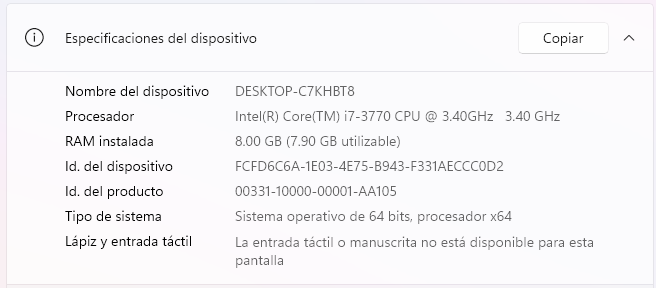 Especificaciones del dispositivo Copiar
Nombre del dispositivo DESKTOP-C7KHBT8
Procesador Intel(R) Core(TM) i7-3770 CPU @ 3.40GHz 3.40 GHz
RAM instalada 8.00 GB (7.90 GB utilizable)
Id. del dispositivo FCFD6C6A-1E03-4E75-B943-F331AECCC0D2
Id. del producto 00331-10000-00001-AA105
Tipo de sistema Sistema operativo de 64 bits, procesador x64
Lápiz y entrada táctil La entrada táctil o manuscrita no está disponible para esta
pantalla